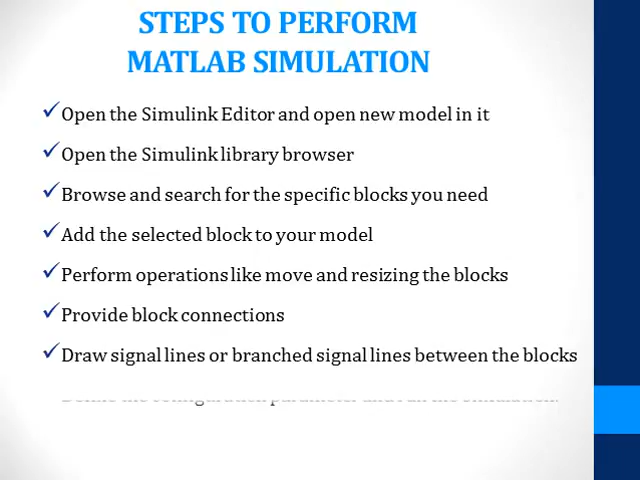 STEPS TO PERFORM
MATLAB SIMULATION
Open the Simulink Editor and open new model in it
Open the Simulink library browser
Browse and search for the specific blocks you need
Add the selected block to your model
Perform operations like move and resizing the blocks
Provide block connections
Draw signal lines or branched signal lines between the blocks